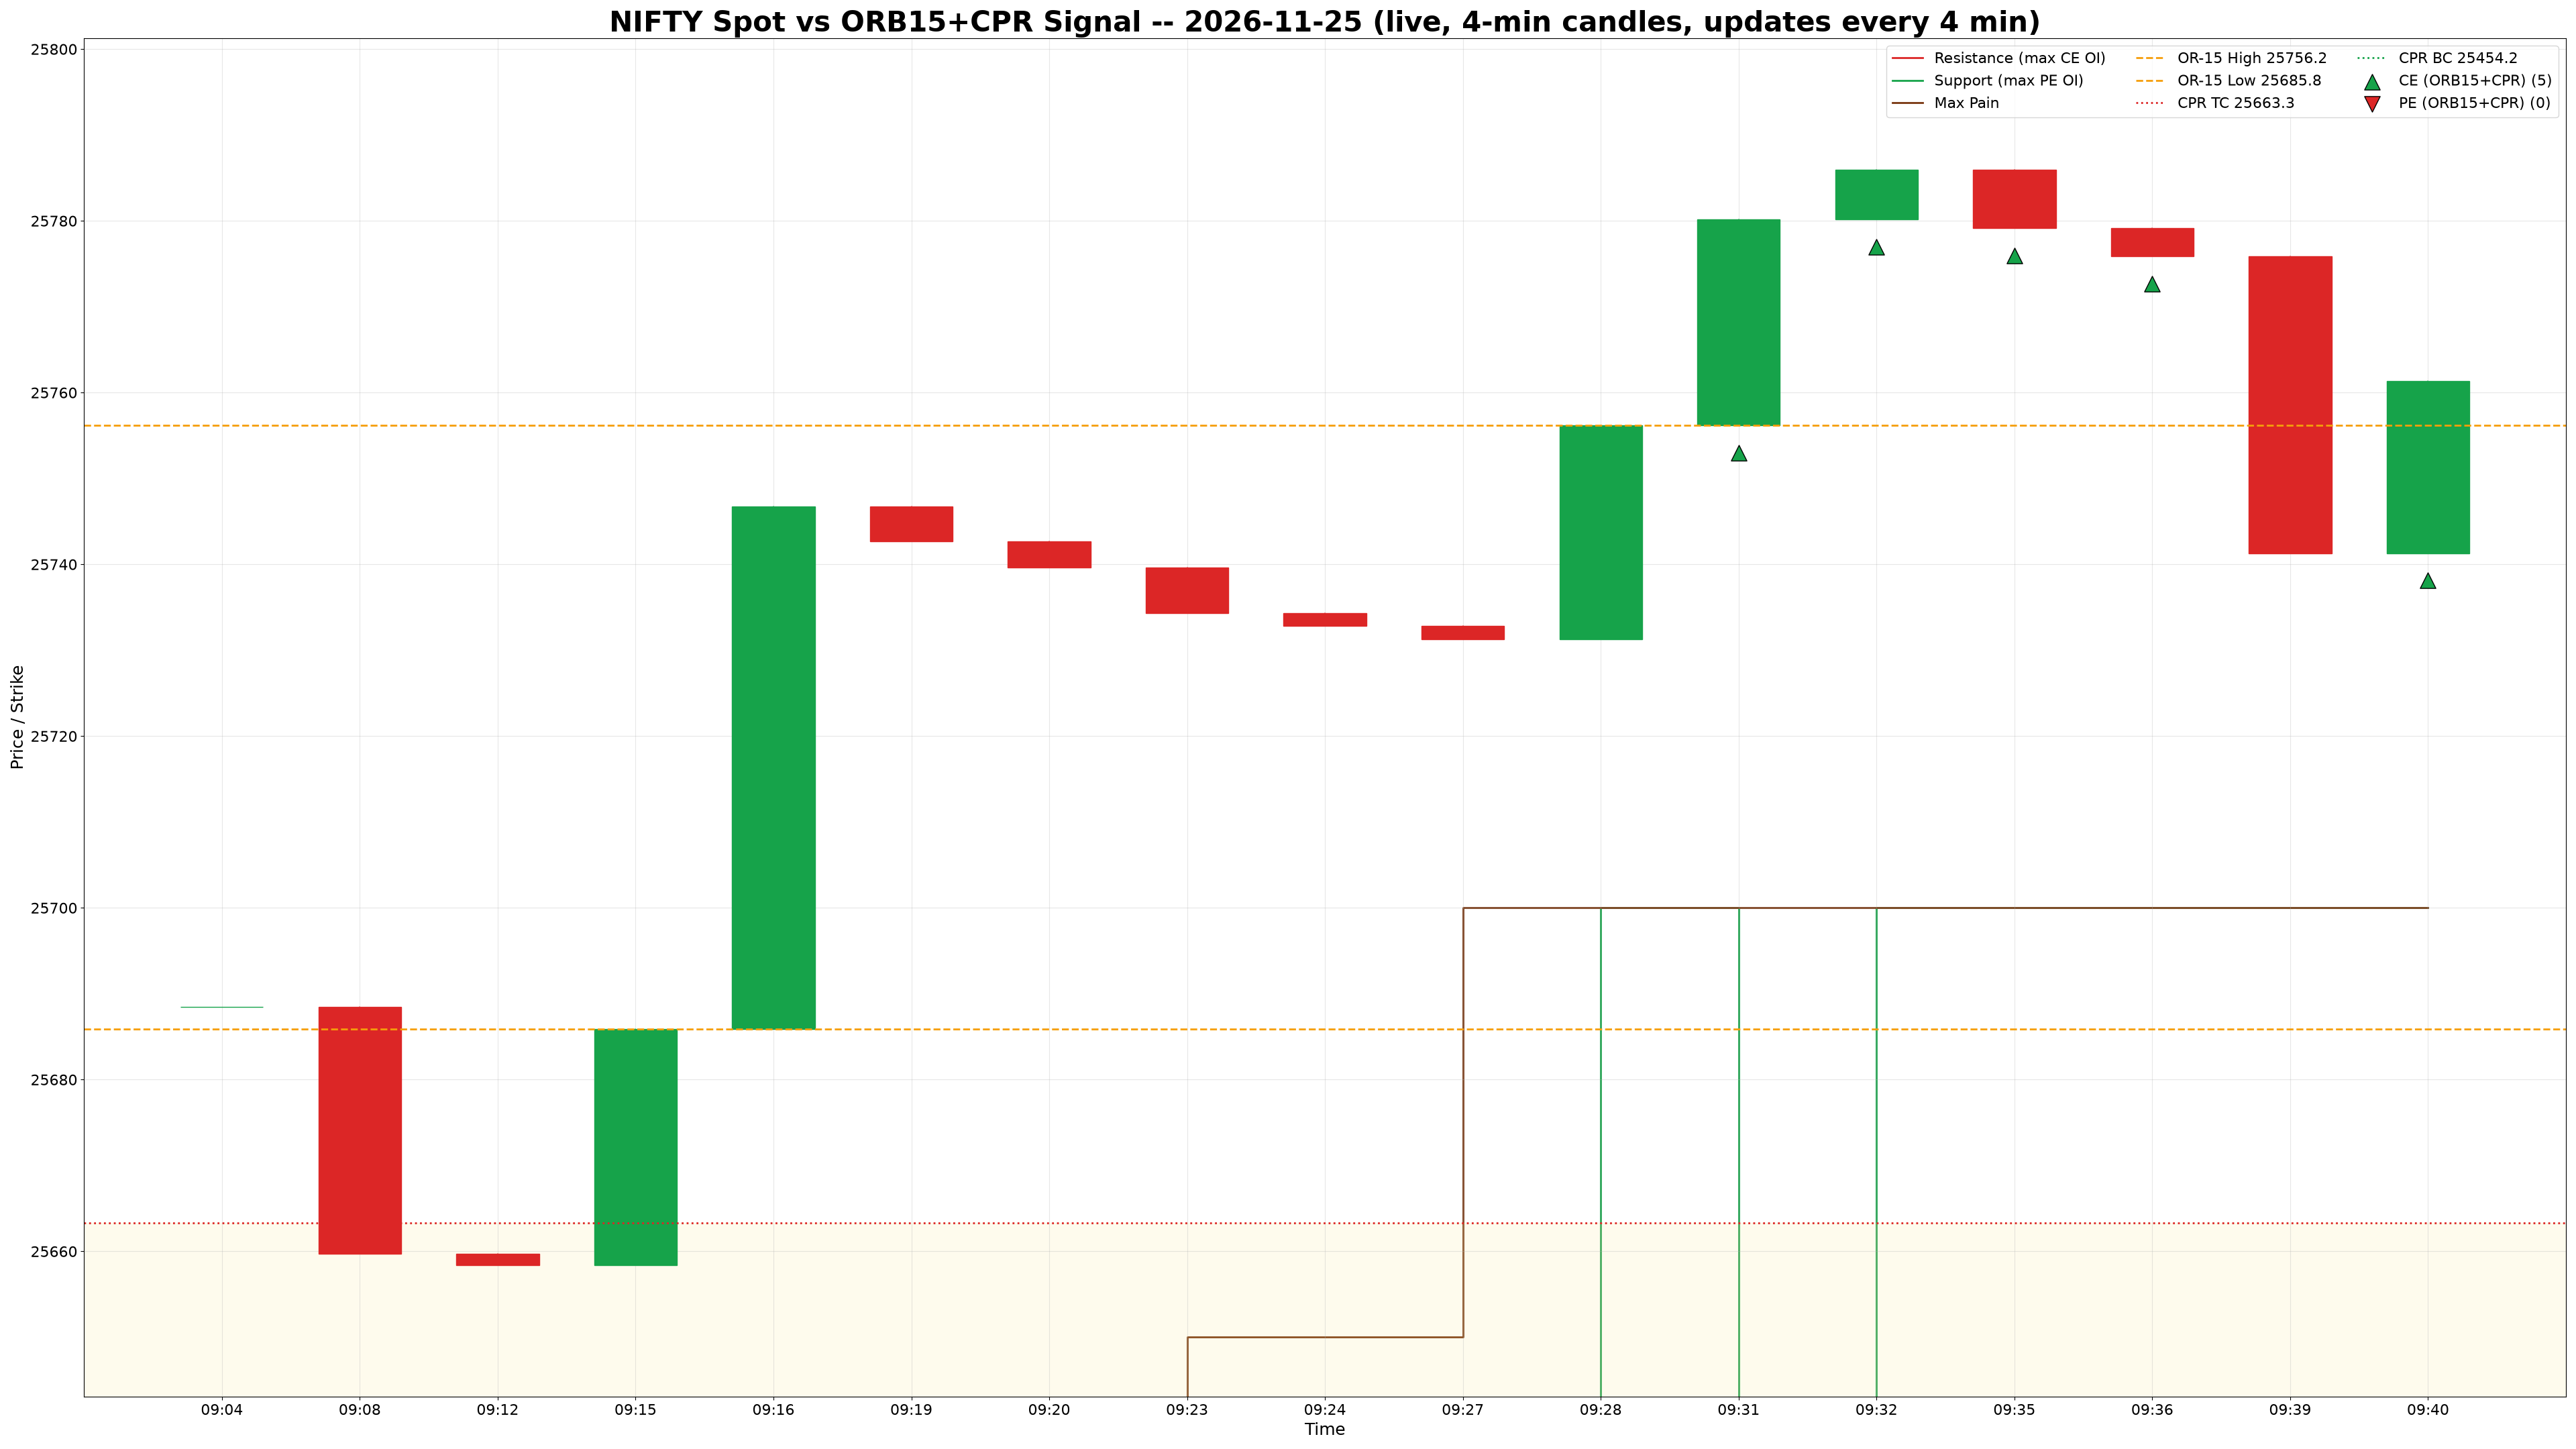 NIFTY Spot vs ORB15+CPR Signal -- 2026-11-25 (live, 4-min candles, updates every 4 min)
Resistance (max CE OI)
Support (max PE OI)
Max Pain
OR-15 High 25756.2
OR-15 Low 25685.8
CPR TC 25663.3
CPR BC 25454.2
CE (ORB15+CPR) (5)
PE (ORB15+CPR) (0)
Price / Strike
25800
25780
25760
25740
25720
25700
25680
25660
09:04 09:08 09:12 09:15 09:16 09:19 09:20 09:23 09:24 09:27 09:28 09:31 09:32 09:35 09:36 09:39 09:40
Time